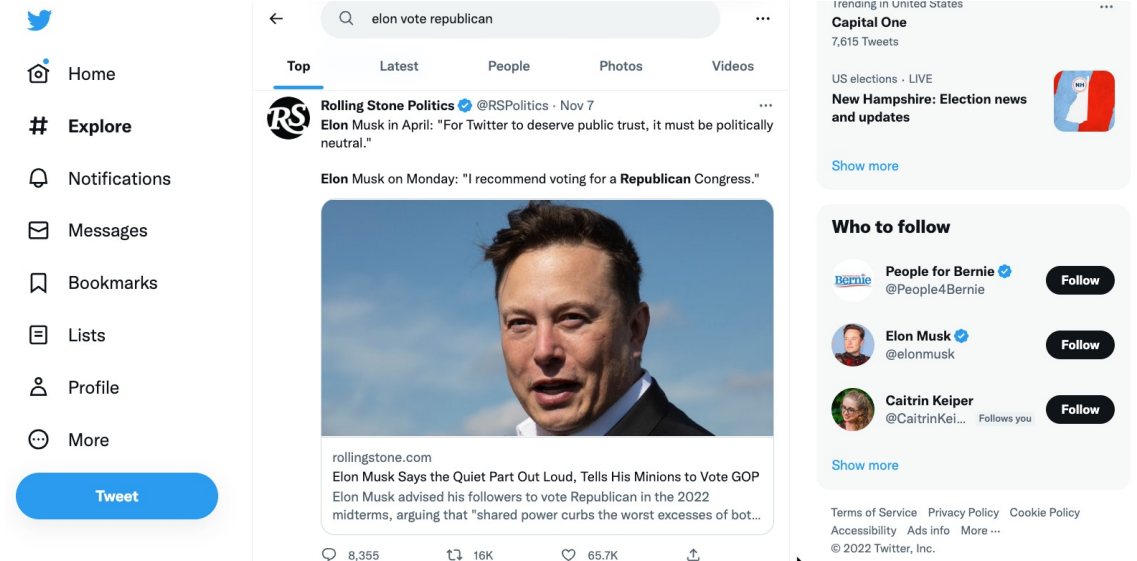 elon vote republican
Home
Explore
Notifications
Messages
Bookmarks
Lists
Profile
More
Tweet
Top
Latest
People
Photos
Videos
RS
Rolling Stone Politics @RSPolitics · Nov 7
Elon Musk in April: "For Twitter to deserve public trust, it must be politically
neutral."
Elon Musk on Monday: "I recommend voting for a Republican Congress."
rollingstone.com
Elon Musk Says the Quiet Part Out Loud, Tells His Minions to Vote GOP
Elon Musk advised his followers to vote Republican in the 2022
midterms, arguing that "shared power curbs the worst excesses of bot...
8,355
16K
65.7K
Trending in United States
Capital One
7,615 Tweets
US elections · LIVE
New Hampshire: Election news
and updates
NH
Show more
Who to follow
Bernie
People for Bernie
@People4Bernie
Follow
Elon Musk
@elonmusk
Follow
Caitrin Keiper
@CaitrinKei... Follows you
Follow
Show more
Terms of Service Privacy Policy Cookie Policy
Accessibility Ads info More ···
© 2022 Twitter, Inc.